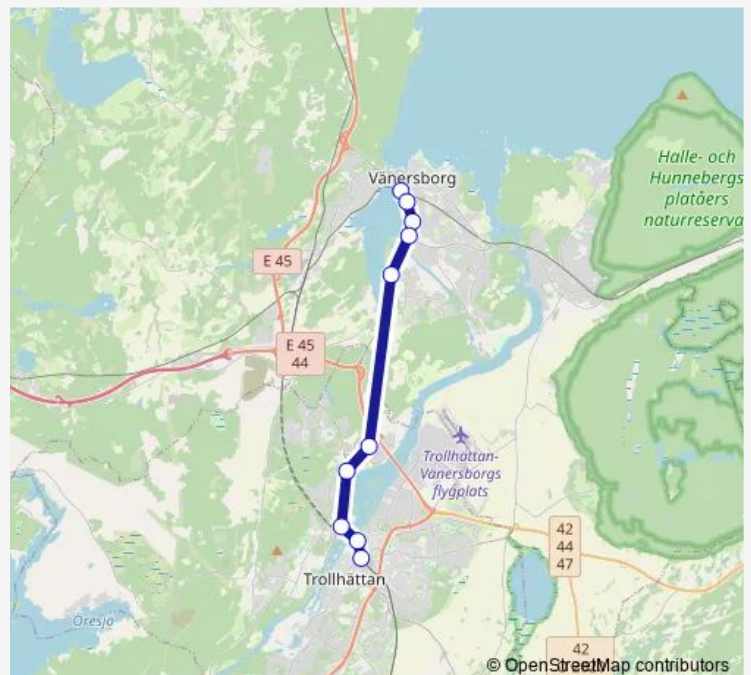 Vänersborg
Halle- och
Hunnebergs
platåers
naturreserva
E 45
E 45
44
Trollhättan-
Vänersborgs
flygplats
42
44
47
Trollhättan
Öresjö
42
© OpenStreetMap contributors